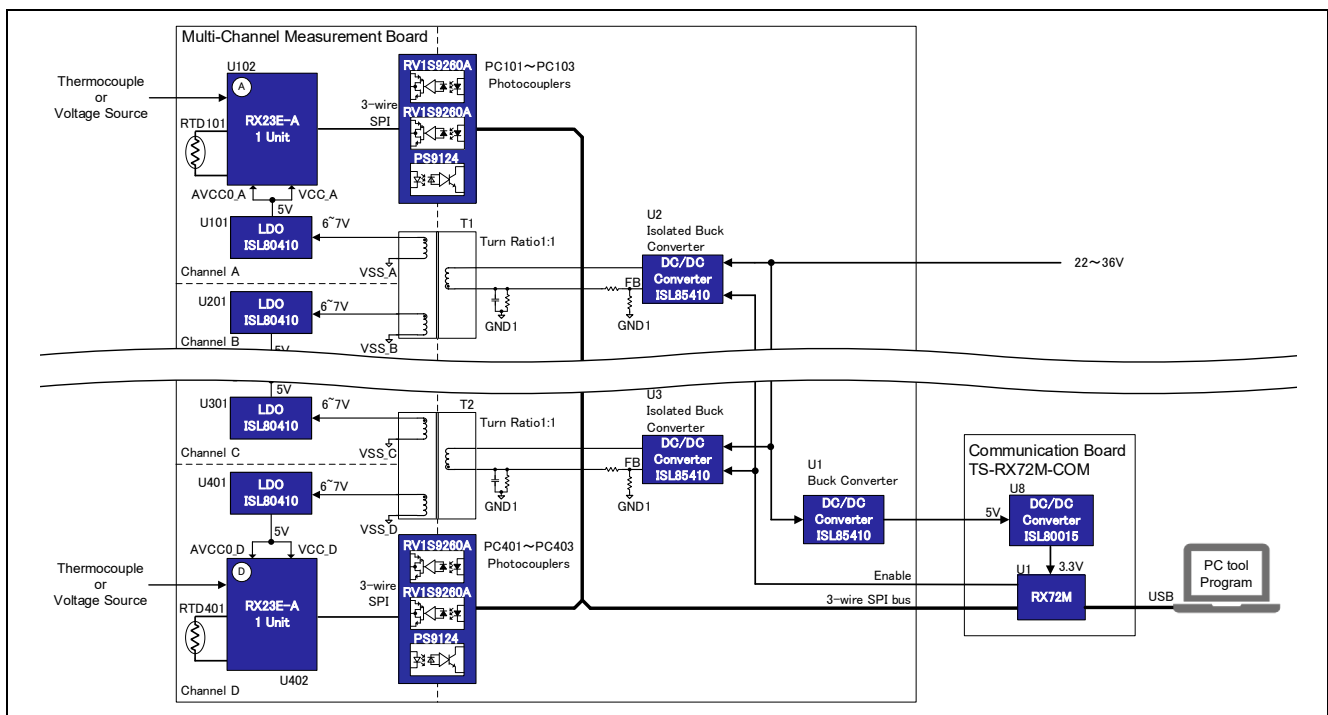 Multi-Channel Measurement Board
U102
A
RX23E-A
1 Unit
Thermocouple
or
Voltage Source
RTD101
AVCC0_A
VCC_A
5V
3-wire
SPI
RV1S9260A
RV1S9260A
PS9124
PC101～PC103
Photocouplers
U101
LDO
ISL80410
6~7V
VSS_A
Channel A
T1
Turn Ratio1:1
GND1
FB
GND1
U2
Isolated Buck
Converter
DC/DC
Converter
ISL85410
22～36V
U201
LDO
ISL80410
6~7V
VSS_B
Channel B
5V
5V
U301
LDO
ISL80410
6~7V
VSS_C
Channel C
T2
Turn Ratio1:1
GND1
FB
GND1
U3
Isolated Buck
Converter
DC/DC
Converter
ISL85410
U401
LDO
ISL80410
6~7V
VSS_D
5V
AVCC0_D
VCC_D
D
RX23E-A
1 Unit
U402
Thermocouple
or
Voltage Source
RTD401
3-wire
SPI
RV1S9260A
RV1S9260A
PS9124
PC401～PC403
Photocouplers
Channel D
U1
Buck Converter
DC/DC
Converter
ISL85410
Communication Board
TS-RX72M-COM
U8
5V
DC/DC
Converter
ISL80015
3.3V
U1
RX72M
Enable
3-wire SPI bus
USB
PC tool
Program